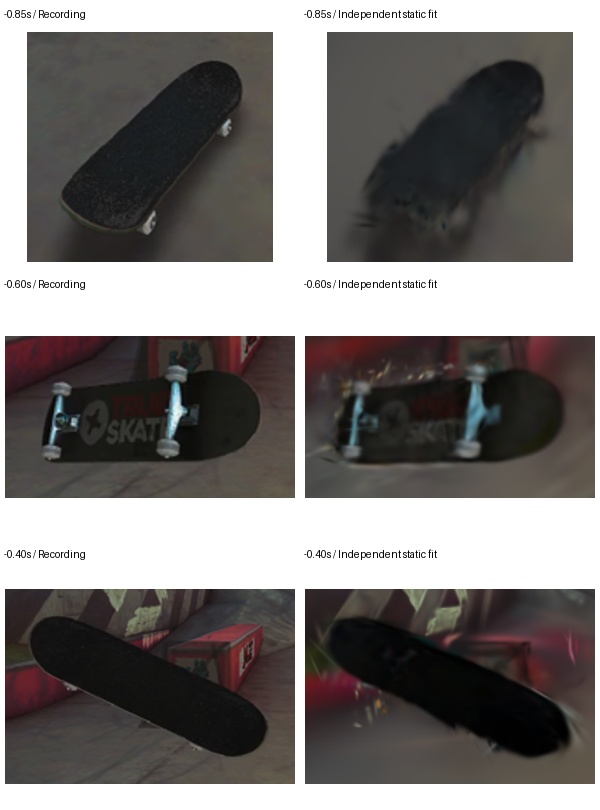 -0.85s / Recording
-0.85s / Independent static fit
-0.60s / Recording
-0.60s / Independent static fit
SKAT
-0.40s / Recording
-0.40s / Independent static fit